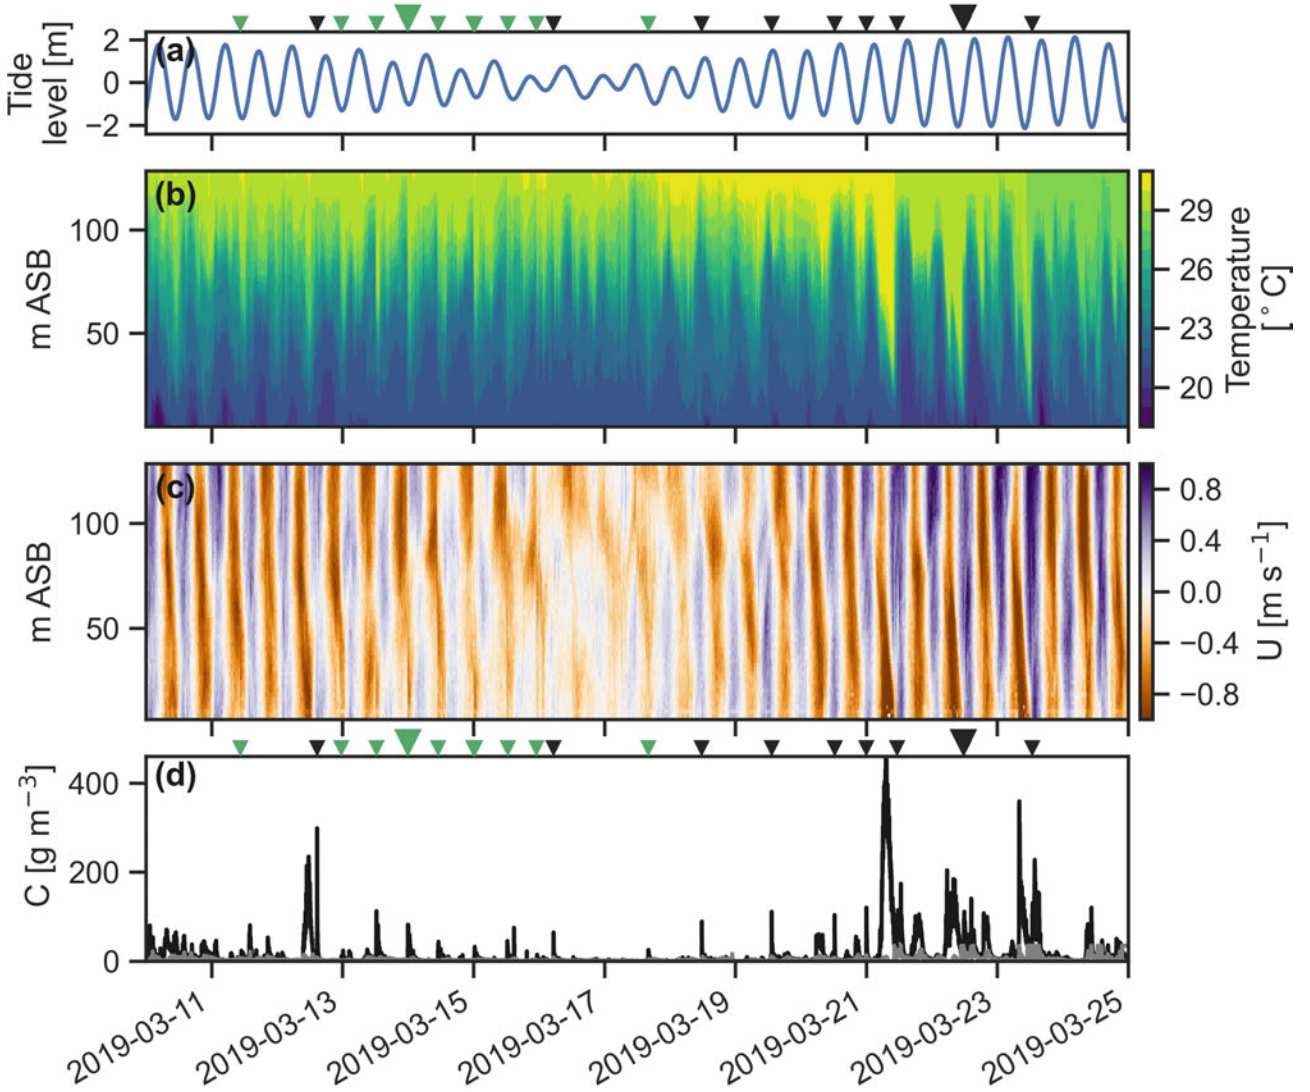 (a)
Tide
level [m]
2
0
−2
(b)
m ASB
100
50
29
26
23
20
Temperature
[°C]
(c)
m ASB
100
50
0.8
0.4
0.0
−0.4
−0.8
U [m s⁻¹]
(d)
C [g m⁻³]
400
200
0
2019-03-11
2019-03-13
2019-03-15
2019-03-17
2019-03-19
2019-03-21
2019-03-23
2019-03-25